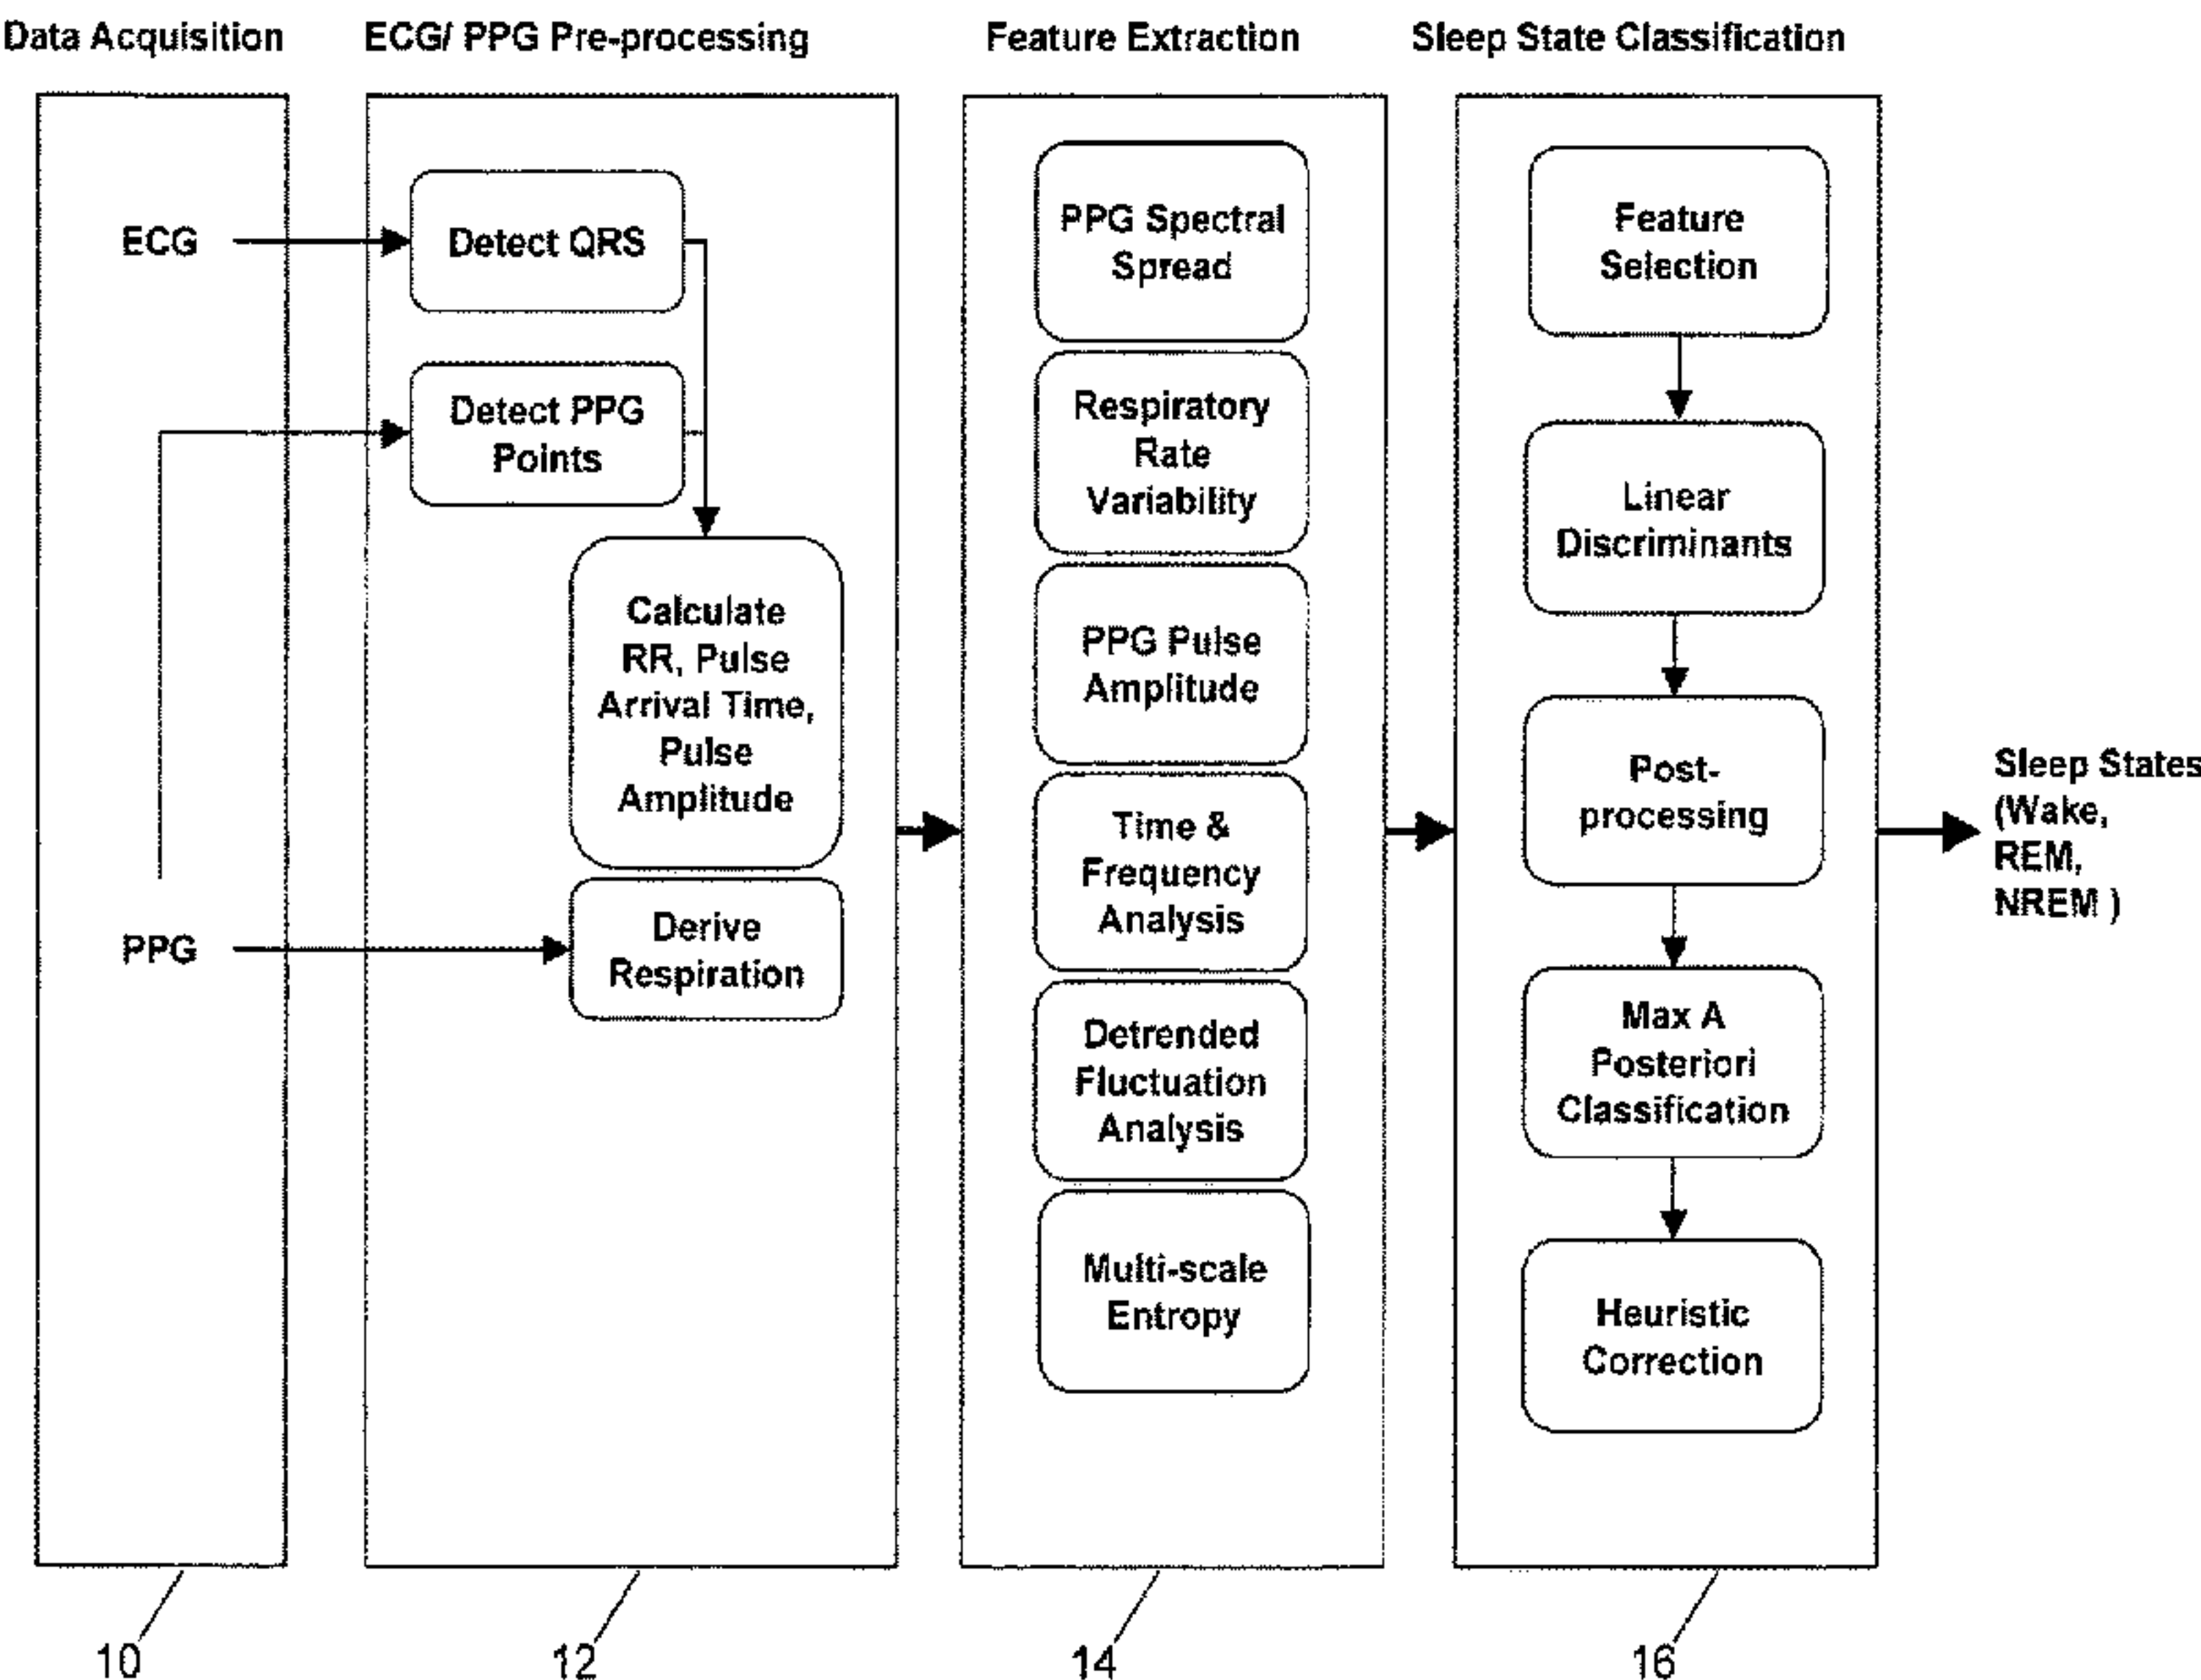 Data Acquisition
ECG/ PPG Pre-processing
Feature Extraction
Sleep State Classification
ECG
PPG
Detect QRS
Detect PPG
Points
Calculate
RR, Pulse
Arrival Time,
Pulse
Amplitude
Derive
Respiration
PPG Spectral
Spread
Respiratory
Rate
Variability
PPG Pulse
Amplitude
Time &
Frequency
Analysis
Detrended
Fluctuation
Analysis
Multi-scale
Entropy
Feature
Selection
Linear
Discriminants
Post-
processing
Max A
Posteriori
Classification
Heuristic
Correction
Sleep States
(Wake,
REM,
NREM )
10
12
14
16